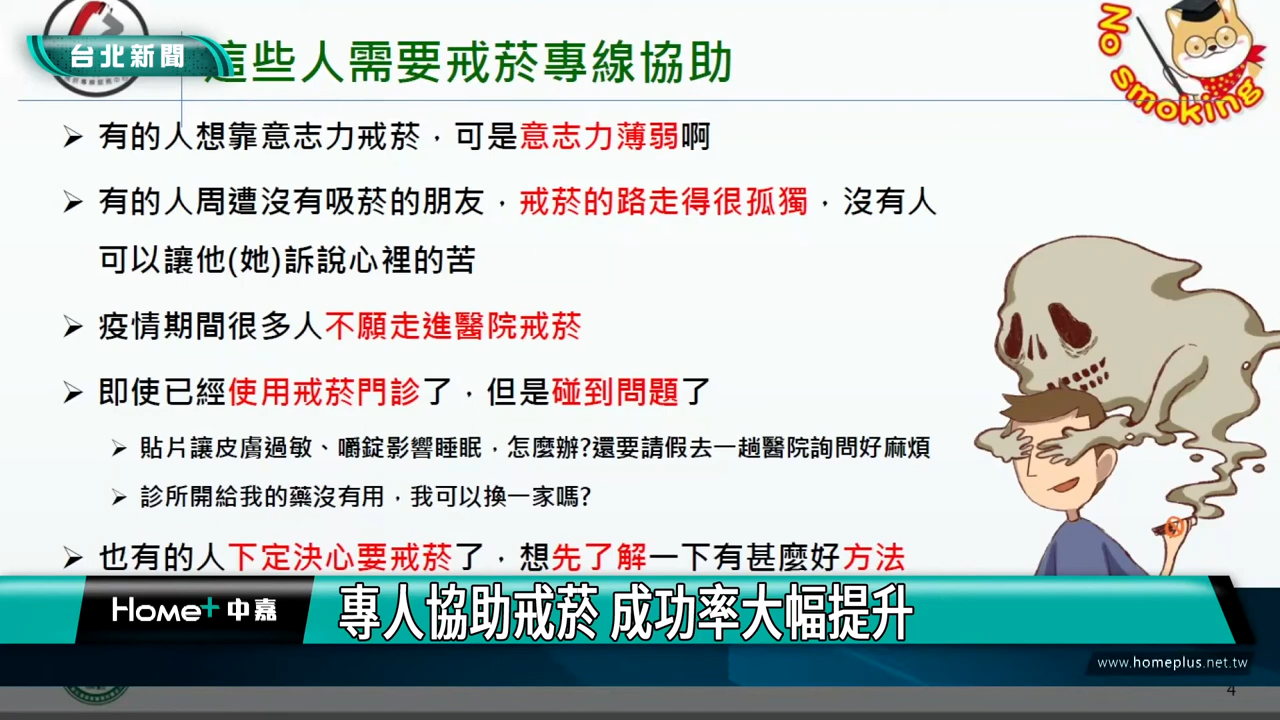 台北新聞
這些人需要戒菸專線協助
No smoking
➢ 有的人想靠意志力戒菸，可是意志力薄弱啊
➢ 有的人周遭沒有吸菸的朋友，戒菸的路走得很孤獨，沒有人
可以讓他(她)訴說心裡的苦
➢ 疫情期間很多人不願走進醫院戒菸
➢ 即使已經使用戒菸門診了，但是碰到問題了
➢ 貼片讓皮膚過敏、嚼錠影響睡眠，怎麼辦?還要請假去一趟醫院詢問好麻煩
➢ 診所開給我的藥沒有用，我可以換一家嗎?
➢ 也有的人下定決心要戒菸了，想先了解一下有甚麼好方法
Home+ 中嘉
專人協助戒菸 成功率大幅提升
www.homeplus.net.tw
4